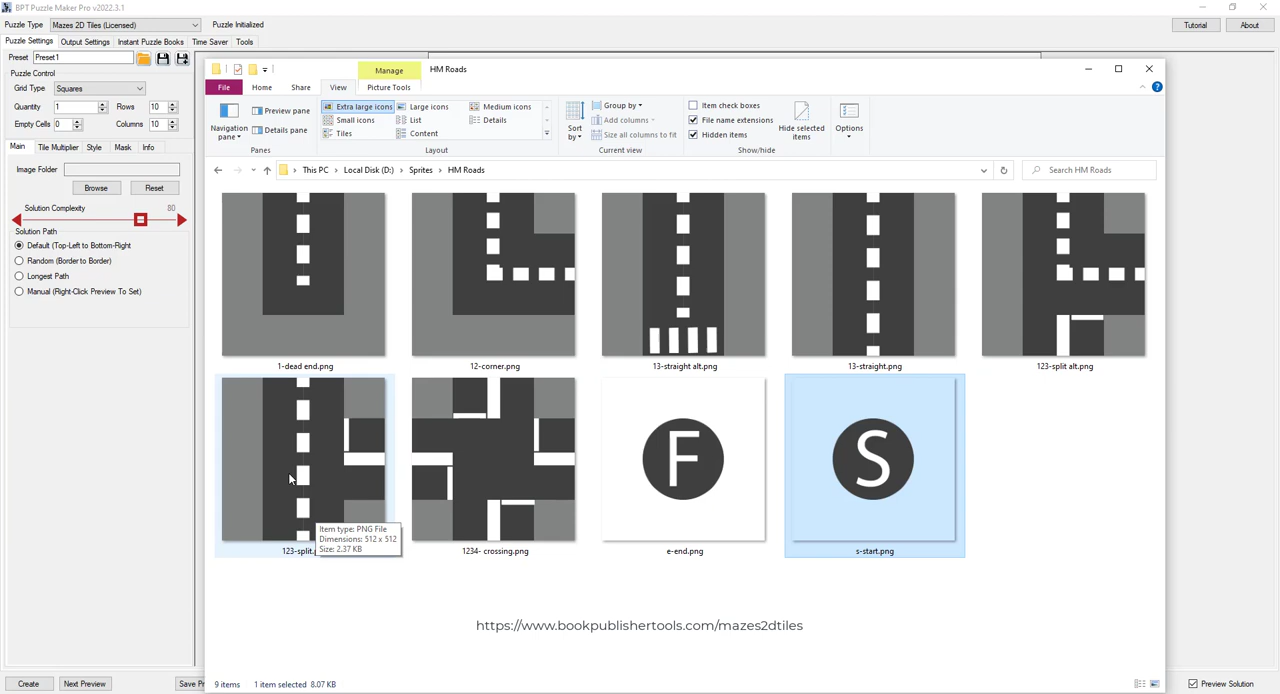 BPT Puzzle Maker Pro v2022.3.1
Puzzle Type Mazes 2D Tiles (Licensed) Puzzle Initialized Tutorial About
Puzzle Settings Output Settings Instant Puzzle Books Time Saver Tools
Preset Preset1
Puzzle Control
Grid Type Squares
Quantity 1 Rows 10
Empty Cells 0 Columns 10
Main Tile Multiplier Style Mask Info
Image Folder
Browse Reset
Solution Complexity 80
Solution Path
Default (Top-Left to Bottom-Right
Random (Border to Border)
Longest Path
Manual (Right-Click Preview To Set)
Create Next Preview Save Pr Preview Solution
Manage HM Roads
File Home Share View Picture Tools
Navigation pane Preview pane Details pane
Panes
Extra large icons Large icons Medium icons
Small icons List Details
Tiles Content
Layout
Sort by Group by Add columns Size all columns to fit
Current view
Item check boxes
File name extensions
Hidden items
Hide selected items Options
Show/hide
This PC Local Disk (D:) Sprites HM Roads Search HM Roads
1-dead end.png 12-corner.png 13-straight alt.png 13-straight.png 123-split alt.png
F S
Item type: PNG File
Dimensions: 512 x 512
Size: 2.37 KB
123-split.p 1234- crossing.png e-end.png s-start.png
https://www.bookpublishertools.com/mazes2dtiles
9 items 1 item selected 8.07 KB